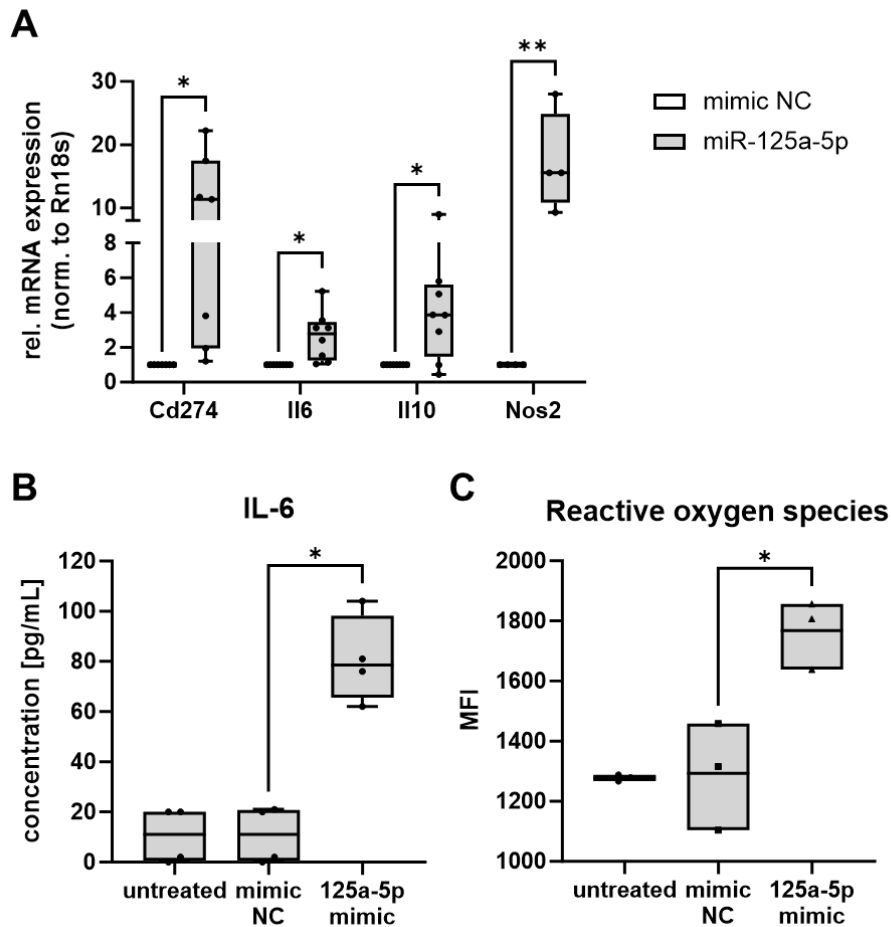 A
rel. mRNA expression
(norm. to Rn18s)
30
20
10
8
6
4
2
0
*
*
*
**
Cd274
Il6
Il10
Nos2
mimic NC
miR-125a-5p
B
IL-6
concentration [pg/mL]
120
100
80
60
40
20
0
*
untreated
mimic
NC
125a-5p
mimic
C
Reactive oxygen species
MFI
2000
1800
1600
1400
1200
1000
*
untreated
mimic
NC
125a-5p
mimic